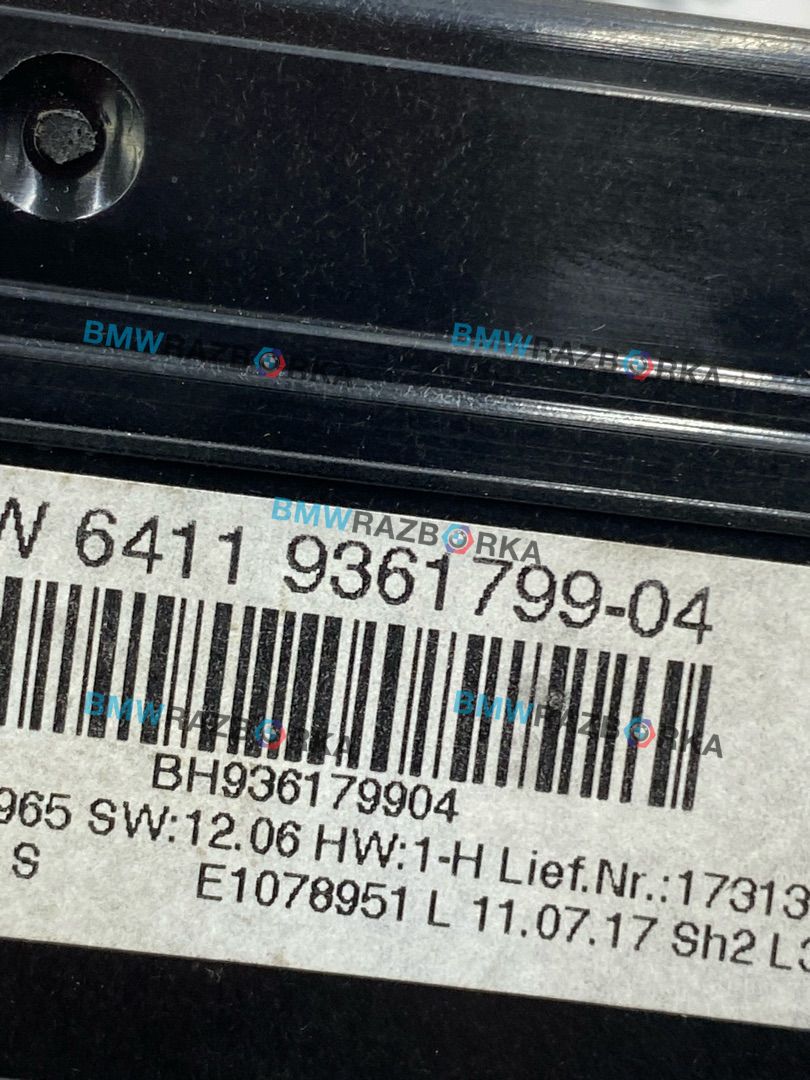 BMWRAZBORKA BMWRAZBORKA
BMWRAZBORKA
W 6411 9361799-04
BMWRAZBORKA BMWRAZBORKA
BH936179904
965 SW:12.06 HW:1-H Lief.Nr.:17313
S E1078951 L 11.07.17 Sh2 L3